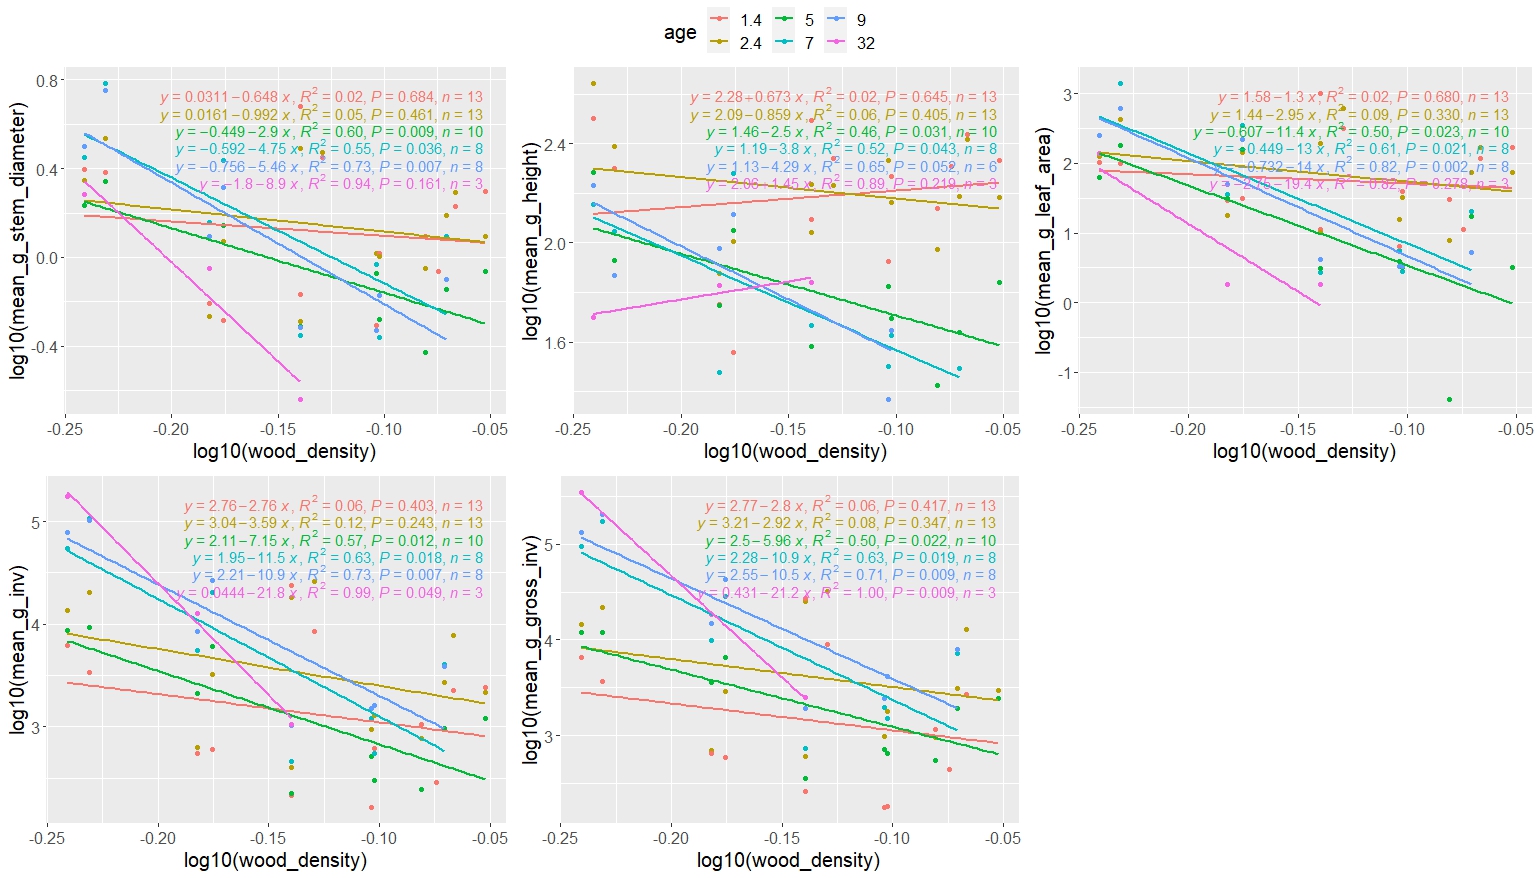 age 1.4 5 9
2.4 7 32
log10(mean_g_stem_diameter)
0.8
0.4
0.0
-0.4
y = 0.0311 − 0.648 x, R² = 0.02, P = 0.684, n = 13
y = 0.0161 − 0.992 x, R² = 0.05, P = 0.461, n = 13
y = −0.449 − 2.9 x, R² = 0.60, P = 0.009, n = 10
y = −0.592 − 4.75 x, R² = 0.55, P = 0.036, n = 8
y = −0.756 − 5.46 x, R² = 0.73, P = 0.007, n = 8
y = −1.8 − 8.9 x, R² = 0.94, P = 0.161, n = 3
-0.25 -0.20 -0.15 -0.10 -0.05
log10(wood_density)
log10(mean_g_height)
2.4
2.0
1.6
y = 2.28 + 0.673 x, R² = 0.02, P = 0.645, n = 13
y = 2.09 − 0.859 x, R² = 0.06, P = 0.405, n = 13
y = 1.46 − 2.5 x, R² = 0.46, P = 0.031, n = 10
y = 1.19 − 3.8 x, R² = 0.52, P = 0.043, n = 8
y = 1.13 − 4.29 x, R² = 0.65, P = 0.052, n = 6
y = 2.06 + 1.45 x, R² = 0.89, P = 0.219, n = 3
-0.25 -0.20 -0.15 -0.10 -0.05
log10(wood_density)
log10(mean_g_leaf_area)
3
2
1
0
-1
y = 1.58 − 1.3 x, R² = 0.02, P = 0.680, n = 13
y = 1.44 − 2.95 x, R² = 0.09, P = 0.330, n = 13
y = −0.607 − 11.4 x, R² = 0.50, P = 0.023, n = 10
y = −0.449 − 13 x, R² = 0.61, P = 0.021, n = 8
y = −0.732 − 14 x, R² = 0.82, P = 0.002, n = 8
− 19.4 x, R² = 0.82, P = 0.278, n = 3
-0.25 -0.20 -0.15 -0.10 -0.05
log10(wood_density)
log10(mean_g_inv)
5
4
3
y = 2.76 − 2.76 x, R² = 0.06, P = 0.403, n = 13
y = 3.04 − 3.59 x, R² = 0.12, P = 0.243, n = 13
y = 2.11 − 7.15 x, R² = 0.57, P = 0.012, n = 10
y = 1.95 − 11.5 x, R² = 0.63, P = 0.018, n = 8
y = 2.21 − 10.9 x, R² = 0.73, P = 0.007, n = 8
y = 0.0444 − 21.8 x, R² = 0.99, P = 0.049, n = 3
-0.25 -0.20 -0.15 -0.10 -0.05
log10(wood_density)
log10(mean_g_gross_inv)
5
4
3
y = 2.77 − 2.8 x, R² = 0.06, P = 0.417, n = 13
y = 3.21 − 2.92 x, R² = 0.08, P = 0.347, n = 13
y = 2.5 − 5.96 x, R² = 0.50, P = 0.022, n = 10
y = 2.28 − 10.9 x, R² = 0.63, P = 0.019, n = 8
y = 2.55 − 10.5 x, R² = 0.71, P = 0.009, n = 8
y = 0.431 − 21.2 x, R² = 1.00, P = 0.009, n = 3
-0.25 -0.20 -0.15 -0.10 -0.05
log10(wood_density)